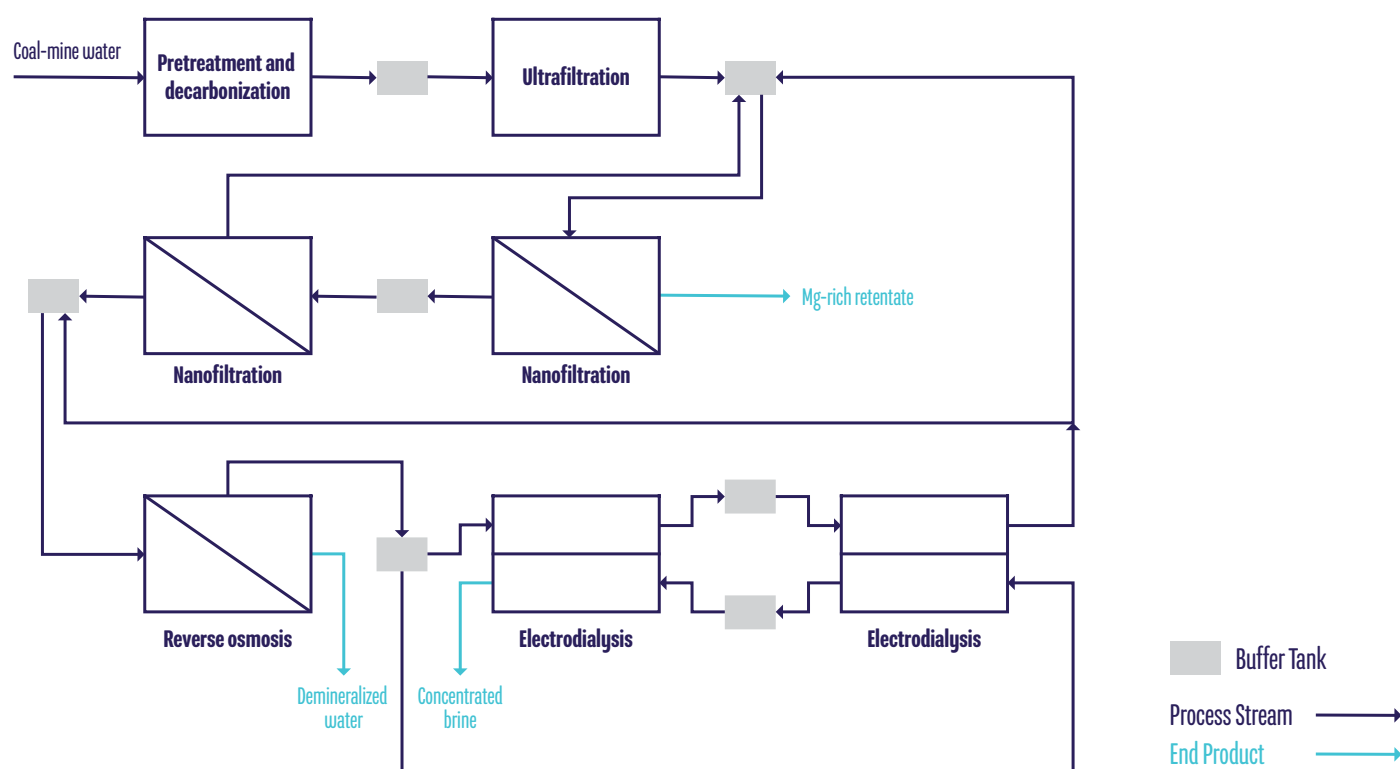 Coal-mine water
Pretreatment and
decarbonization
Ultrafiltration
Mg-rich retentate
Nanofiltration
Nanofiltration
Reverse osmosis
Electrodialysis
Electrodialysis
Demineralized
water
Concentrated
brine
Buffer Tank
Process Stream
End Product